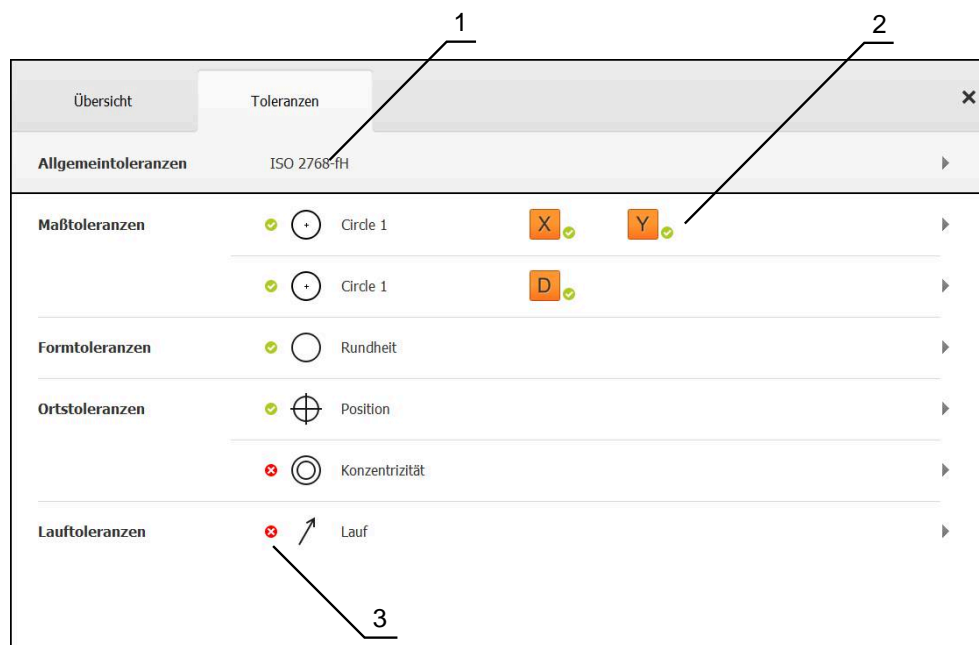 1
2
Übersicht Toleranzen
Allgemeintoleranzen ISO 2768-fH
Maßtoleranzen Circle 1 X Y
Circle 1 D
Formtoleranzen Rundheit
Ortstoleranzen Position
Konzentrizität
Lauftoleranzen Lauf
3